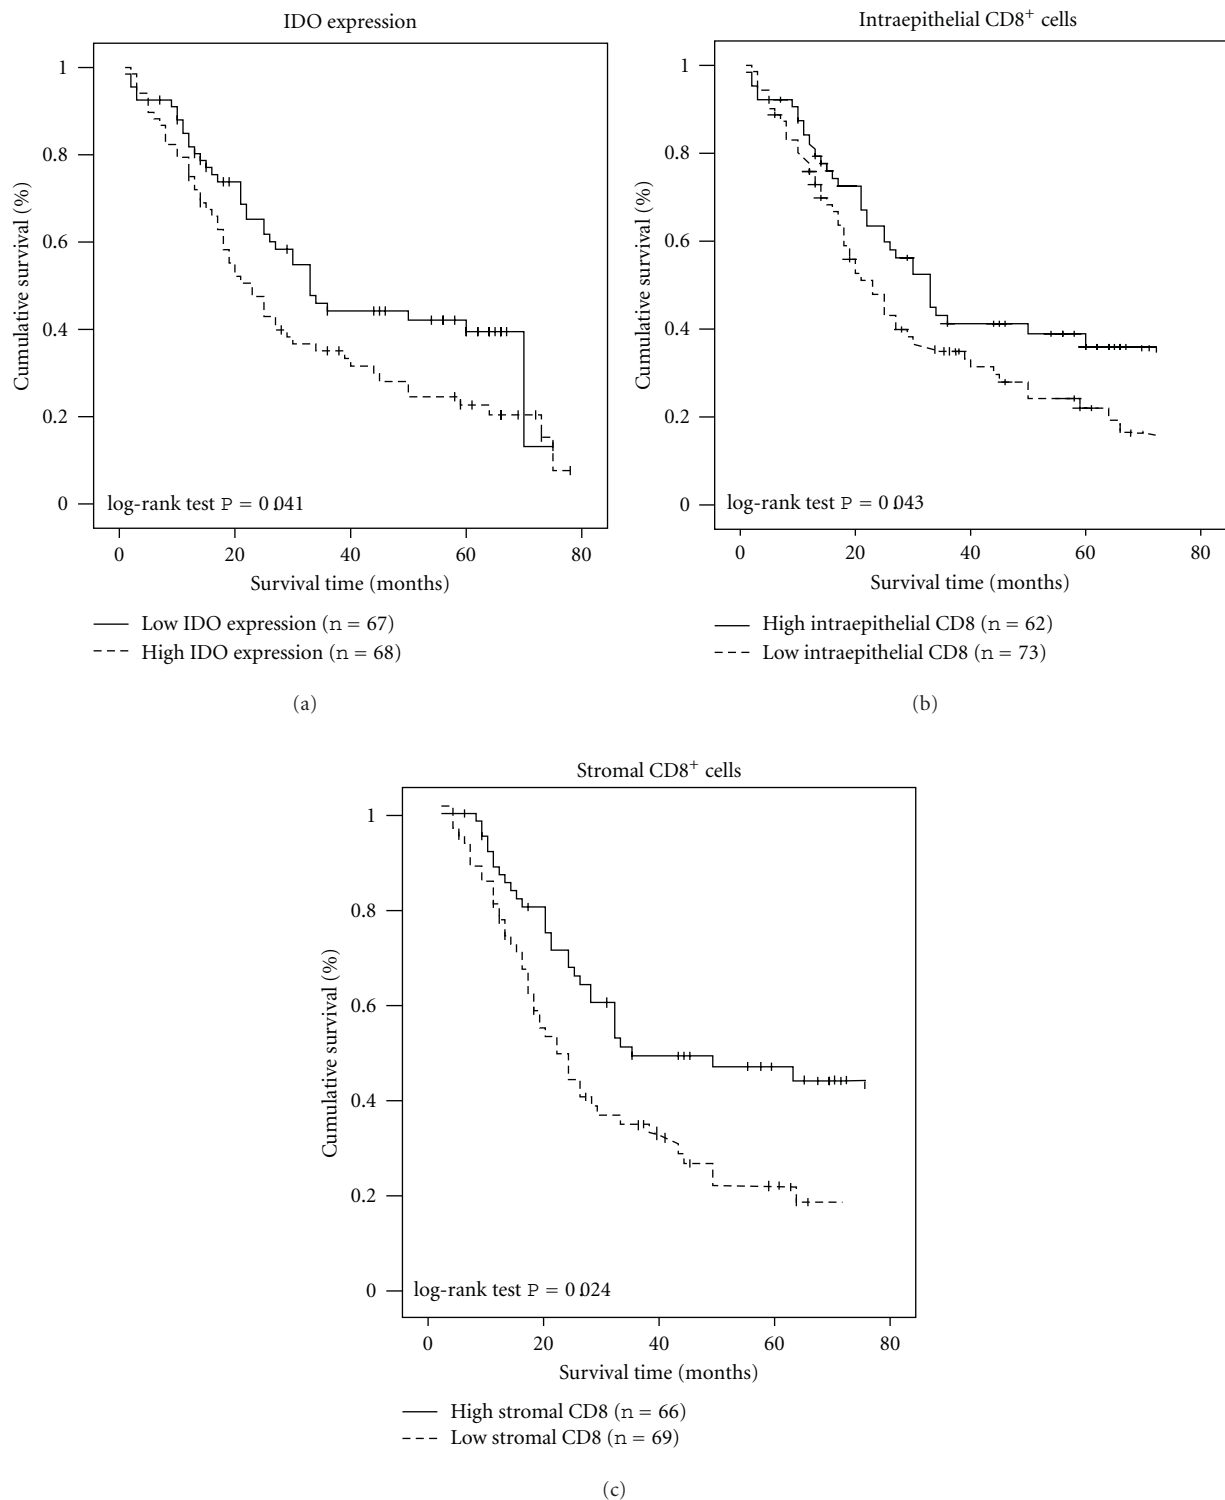 IDO expression
1
0.8
0.6
0.4
0.2
0
Cumulative survival (%)
log-rank test P = 0.041
0 20 40 60 80
Survival time (months)
Low IDO expression (n = 67)
High IDO expression (n = 68)
(a)
Intraepithelial CD8+ cells
1
0.8
0.6
0.4
0.2
0
Cumulative survival (%)
log-rank test P = 0.043
0 20 40 60 80
Survival time (months)
High intraepithelial CD8 (n = 62)
Low intraepithelial CD8 (n = 73)
(b)
Stromal CD8+ cells
1
0.8
0.6
0.4
0.2
0
Cumulative survival (%)
log-rank test P = 0.024
0 20 40 60 80
Survival time (months)
High stromal CD8 (n = 66)
Low stromal CD8 (n = 69)
(c)